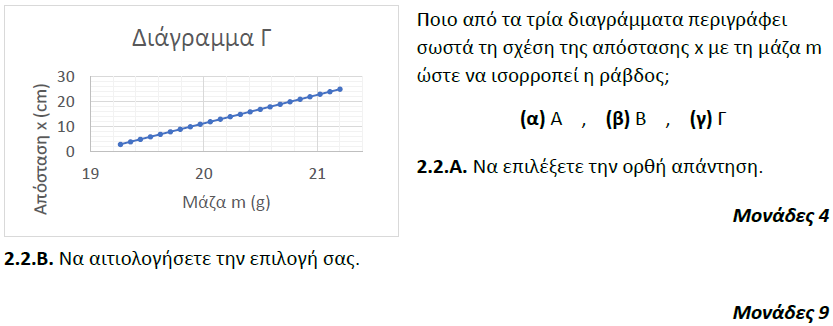 Διάγραμμα Γ
Απόσταση x (cm)
30
20
10
0
19
20
21
Μάζα m (g)
Ποιο από τα τρία διαγράμματα περιγράφει
σωστά τη σχέση της απόστασης x με τη μάζα m
ώστε να ισορροπεί η ράβδος;
(α) Α , (β) Β , (γ) Γ
2.2.Α. Να επιλέξετε την ορθή απάντηση.
Μονάδες 4
2.2.Β. Να αιτιολογήσετε την επιλογή σας.
Μονάδες 9